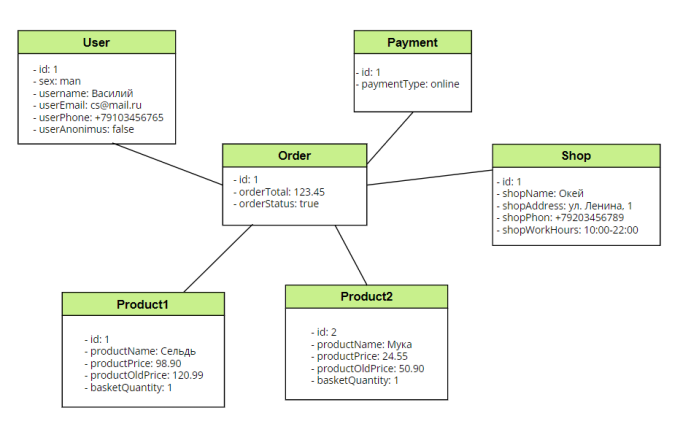 User
- id: 1
- sex: man
- username: Василий
- userEmail: cs@mail.ru
- userPhone: +79103456765
- userAnonimus: false
Payment
- id: 1
- paymentType: online
Order
- id: 1
- orderTotal: 123.45
- orderStatus: true
Shop
- id: 1
- shopName: Окей
- shopAddress: ул. Ленина, 1
- shopPhon: +79203456789
- shopWorkHours: 10:00-22:00
Product1
- id: 1
- productName: Сельдь
- productPrice: 98.90
- productOldPrice: 120.99
- basketQuantity: 1
Product2
- id: 2
- productName: Мука
- productPrice: 24.55
- productOldPrice: 50.90
- basketQuantity: 1